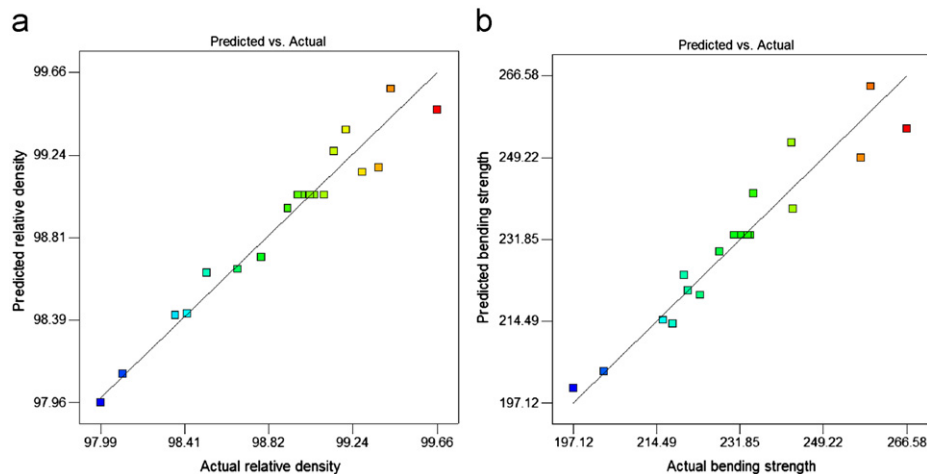 a
Predicted vs. Actual
Predicted relative density
99.66
99.24
98.81
98.39
97.96
97.99 98.41 98.82 99.24 99.66
Actual relative density
b
Predicted vs. Actual
Predicted bending strength
266.58
249.22
231.85
214.49
197.12
197.12 214.49 231.85 249.22 266.58
Actual bending strength